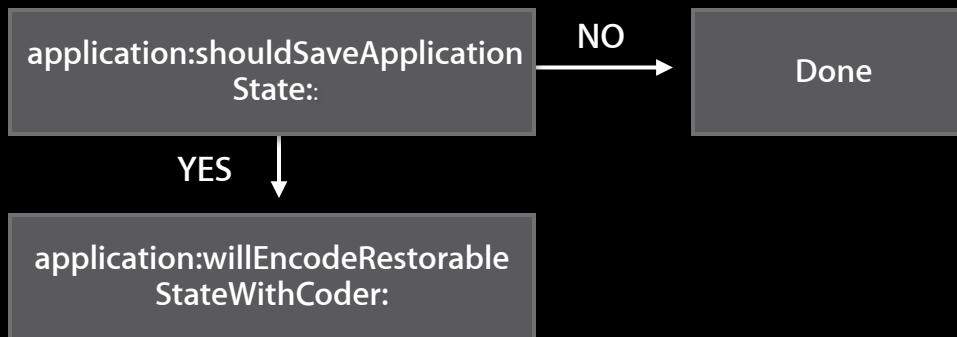 application:shouldSaveApplication
State::
NO
Done
YES
application:willEncodeRestorable
StateWithCoder: